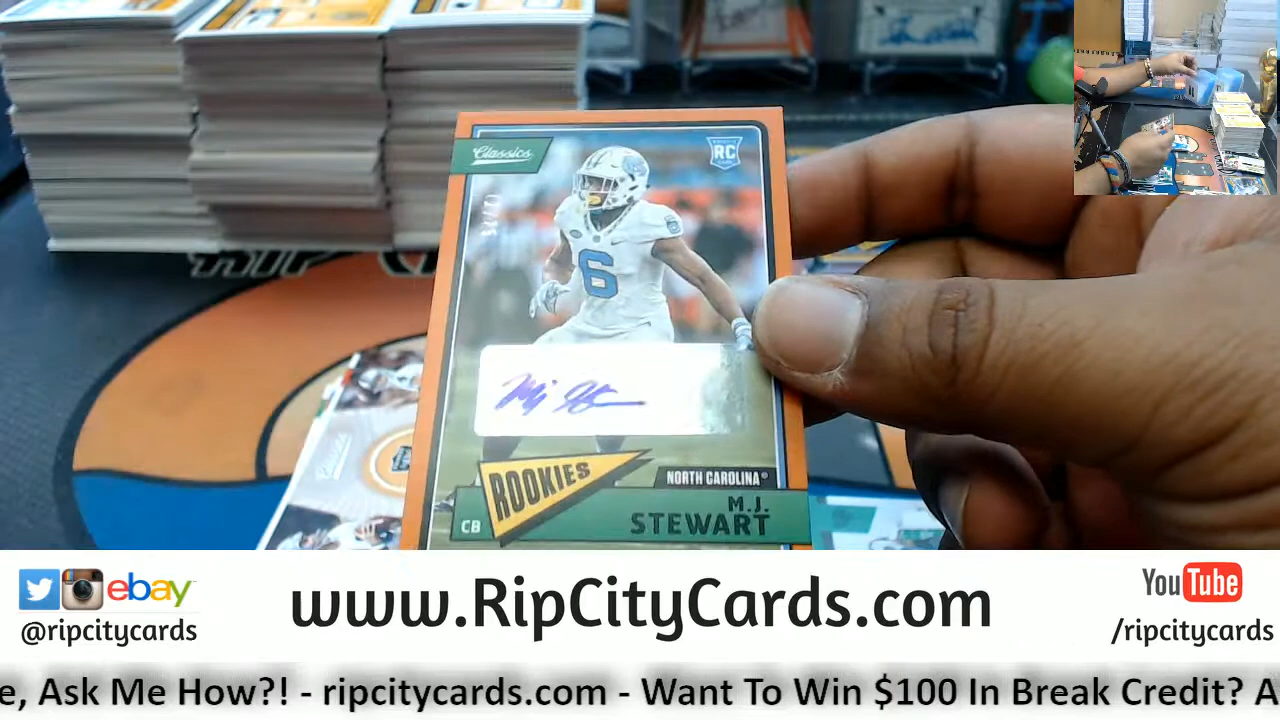 Classics
RC
6
ROOKIES
NORTH CAROLINA
M.J.
STEWART
CB
ebay
@ripcitycards
www.RipCityCards.com
YouTube
/ripcitycards
e, Ask Me How?! - ripcitycards.com - Want To Win $100 In Break Credit? A